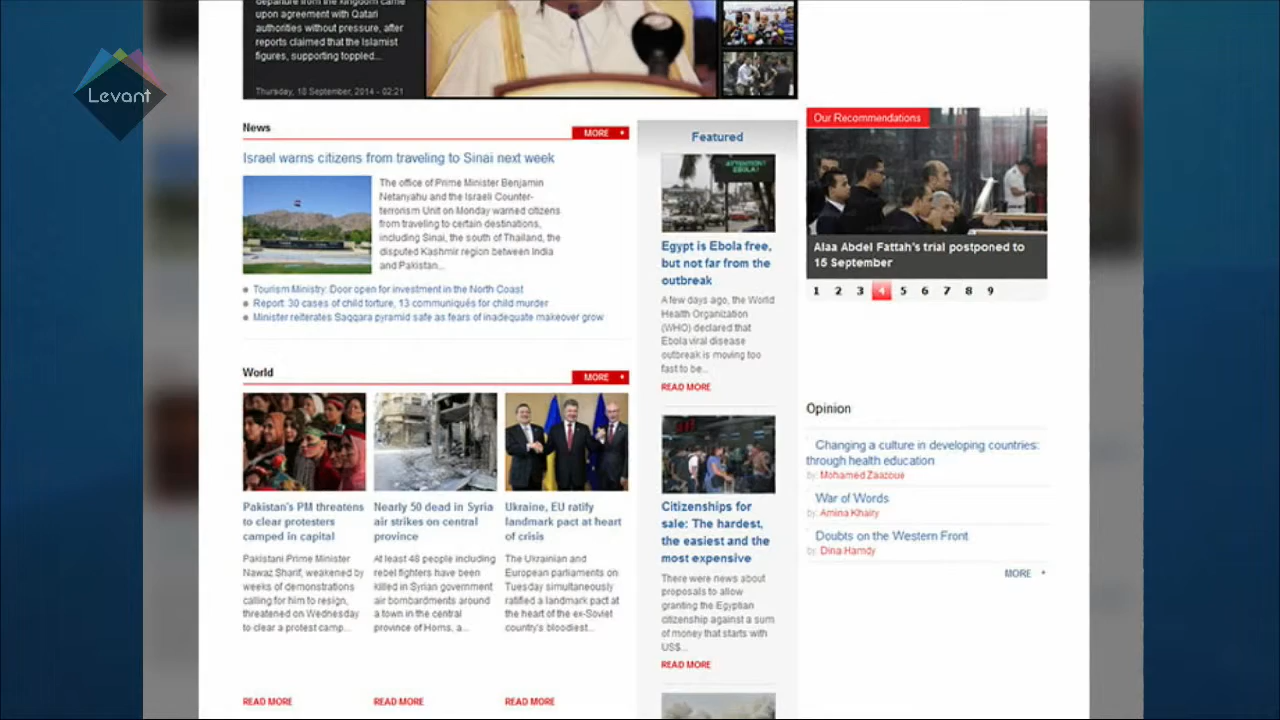 departure from the kingdom came
upon agreement with Qatari
authorities without pressure, after
reports claimed that the Islamist
figures, supporting toppled...
Thursday, 18 September, 2014 - 02:21
Levant
News
MORE
Israel warns citizens from traveling to Sinai next week
The office of Prime Minister Benjamin
Netanyahu and the Israeli Counter-
terrorism Unit on Monday warned citizens
from traveling to certain destinations,
including Sinai, the south of Thailand, the
disputed Kashmir region between India
and Pakistan...
Tourism Ministry: Door open for investment in the North Coast
Report: 30 cases of child torture, 13 communiqués for child murder
Minister reiterates Saqqara pyramid safe as fears of inadequate makeover grow
World
MORE
Pakistan's PM threatens
to clear protesters
camped in capital
Pakistani Prime Minister
Nawaz Sharif, weakened by
weeks of demonstrations
calling for him to resign,
threatened on Wednesday
to clear a protest camp...
READ MORE
Nearly 50 dead in Syria
air strikes on central
province
At least 48 people including
rebel fighters have been
killed in Syrian government
air bombardments around
a town in the central
province of Homs, a...
READ MORE
Ukraine, EU ratify
landmark pact at heart
of crisis
The Ukrainian and
European parliaments on
Tuesday simultaneously
ratified a landmark pact at
the heart of the ex-Soviet
country's bloodiest...
READ MORE
Featured
ATTENTION!
EBOLA!
Egypt is Ebola free,
but not far from the
outbreak
A few days ago, the World
Health Organization
(WHO) declared that
Ebola viral disease
outbreak is moving too
fast to be...
READ MORE
Citizenships for
sale: The hardest,
the easiest and the
most expensive
There were news about
proposals to allow
granting the Egyptian
citizenship against a sum
of money that starts with
US$...
READ MORE
Our Recommendations
Alaa Abdel Fattah's trial postponed to
15 September
1 2 3 4 5 6 7 8 9
Opinion
Changing a culture in developing countries:
through health education
by: Mohamed Zaazoue
War of Words
by: Amina Khairy
Doubts on the Western Front
by: Dina Hamdy
MORE